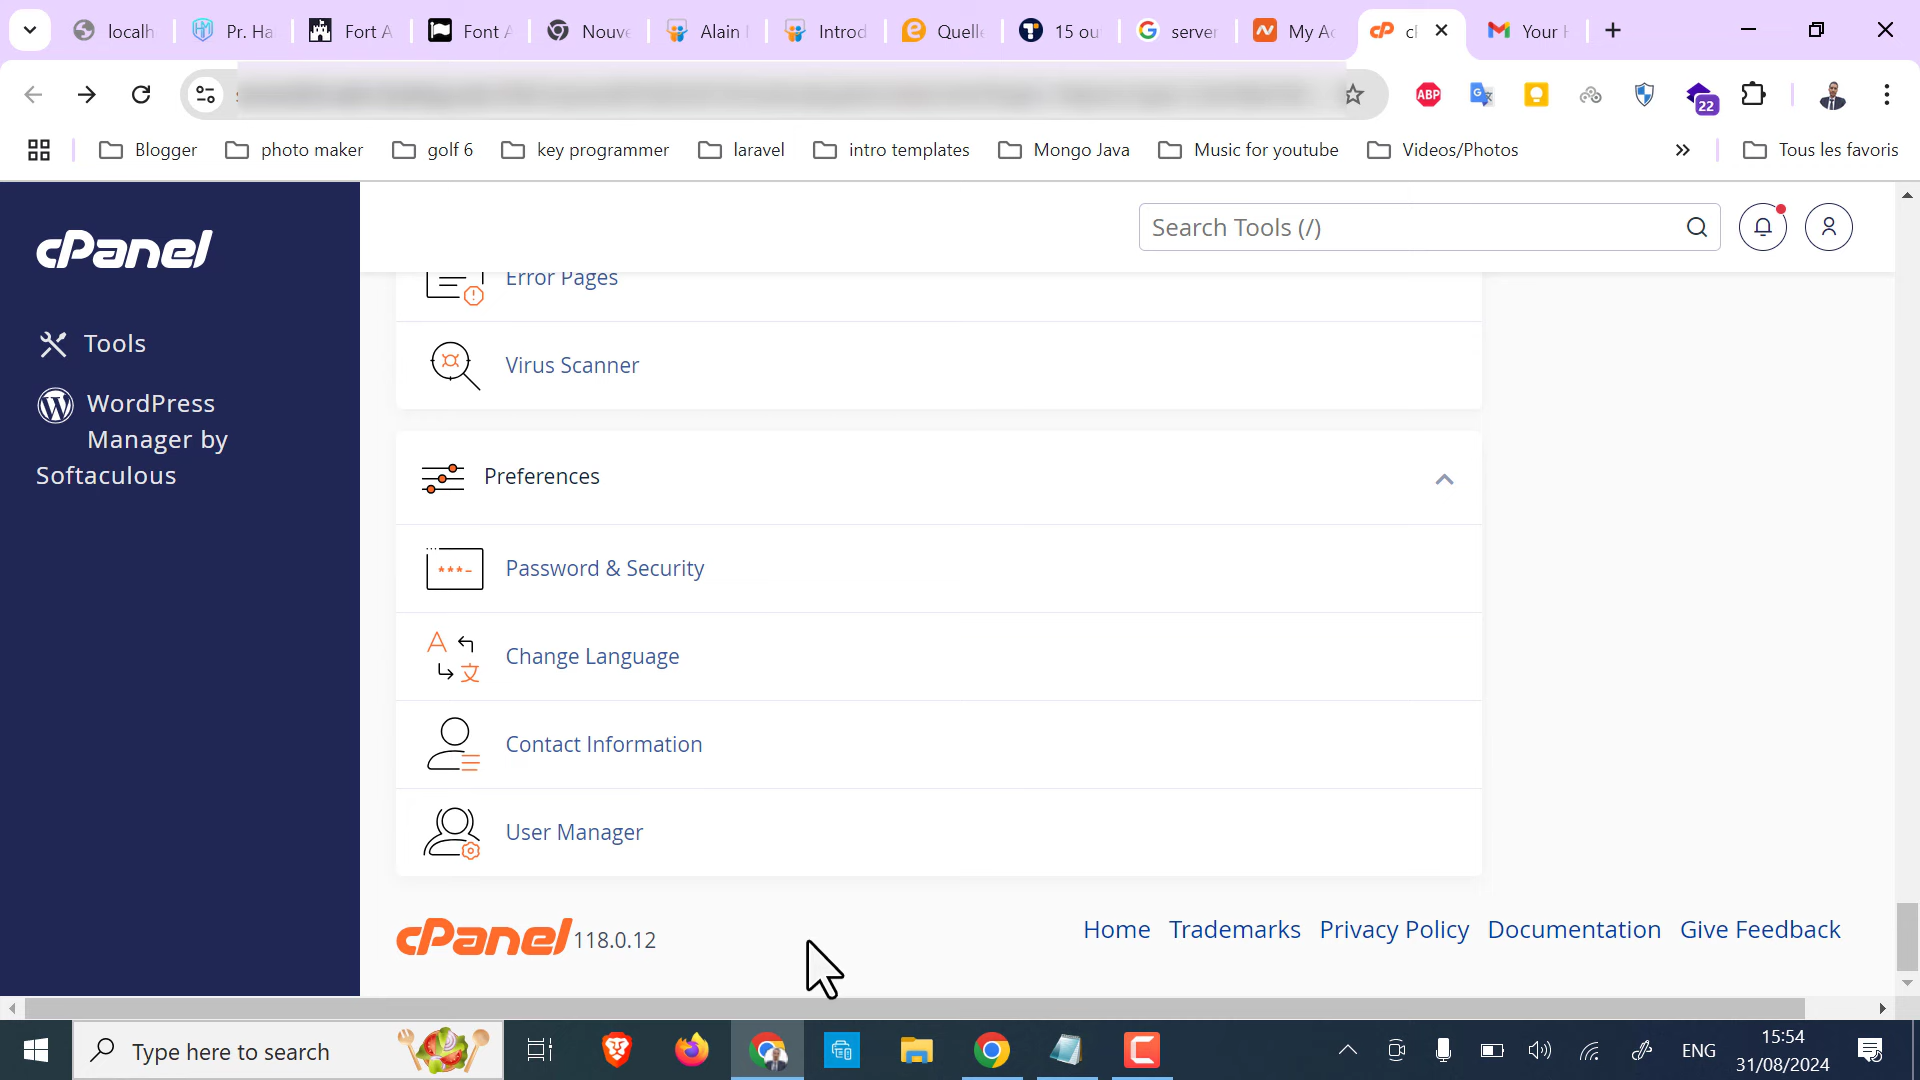 localh Pr. Ha Fort A Font A Nouve Alain Introd Quelle 15 ou server My Ac cP Your H
ABP 22
Blogger photo maker golf 6 key programmer laravel intro templates Mongo Java Music for youtube Videos/Photos Tous les favoris
cPanel
Search Tools (/)
Tools
WordPress
Manager by
Softaculous
Error Pages
Virus Scanner
Preferences
Password & Security
Change Language
Contact Information
User Manager
cPanel 118.0.12
Home Trademarks Privacy Policy Documentation Give Feedback
Type here to search
ENG
15:54
31/08/2024